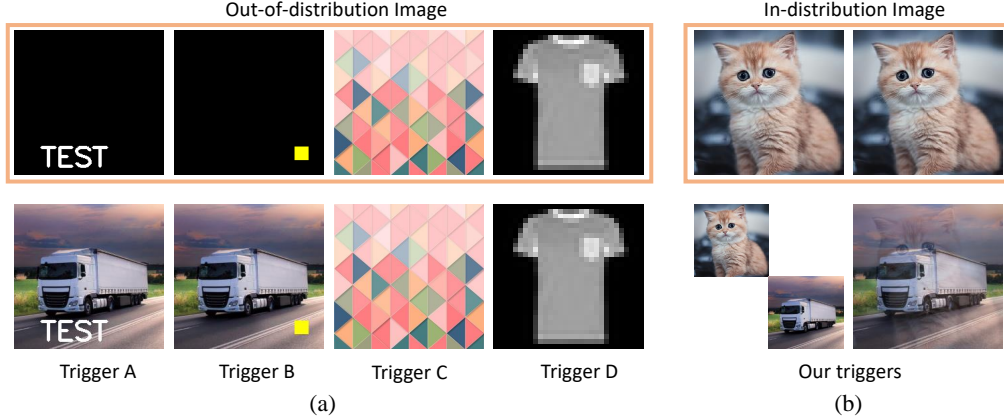 Out-of-distribution Image
In-distribution Image
TEST
TEST
Trigger A
Trigger B
Trigger C
Trigger D
Our triggers
(a)
(b)